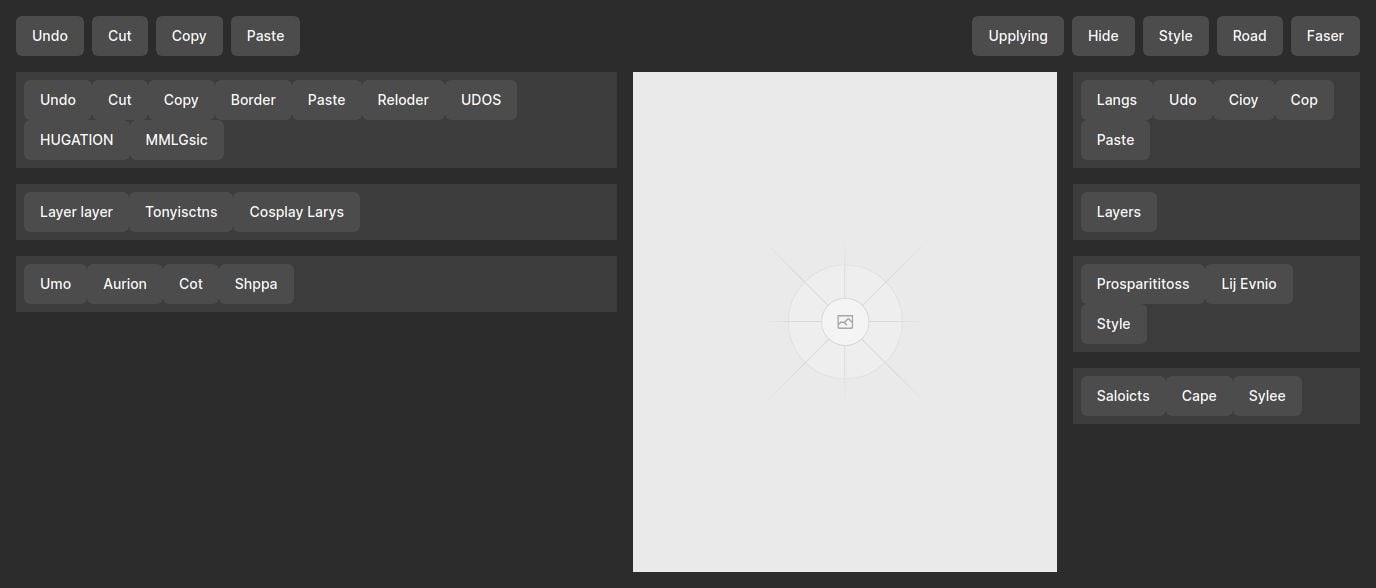 Undo Cut Copy Paste Upplying Hide Style Road Faser
Undo Cut Copy Border Paste Reloder UDOS
HUGATION MMLGsic
Layer layer Tonyisctns Cosplay Larys
Umo Aurion Cot Shppa
Langs Udo Cioy Cop
Paste
Layers
Prosparititoss Lij Evnio
Style
Saloicts Cape Sylee